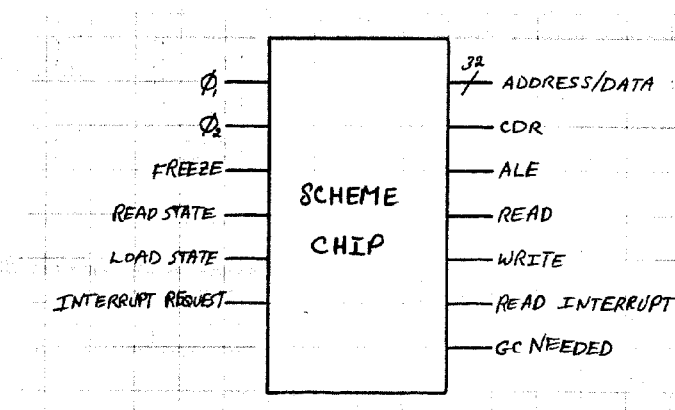 32
Ø₁
ADDRESS/DATA
Ø₂
CDR
FREEZE
ALE
READ STATE
SCHEME
READ
LOAD STATE
CHIP
WRITE
INTERRUPT REQUEST
READ INTERRUPT
GC NEEDED